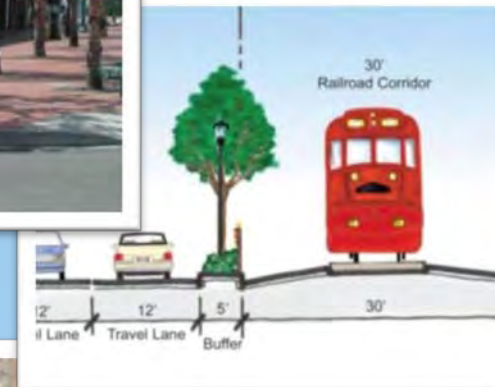 30'
Railroad Corridor
12' 12' 5' 30'
Lane Travel Lane
Buffer